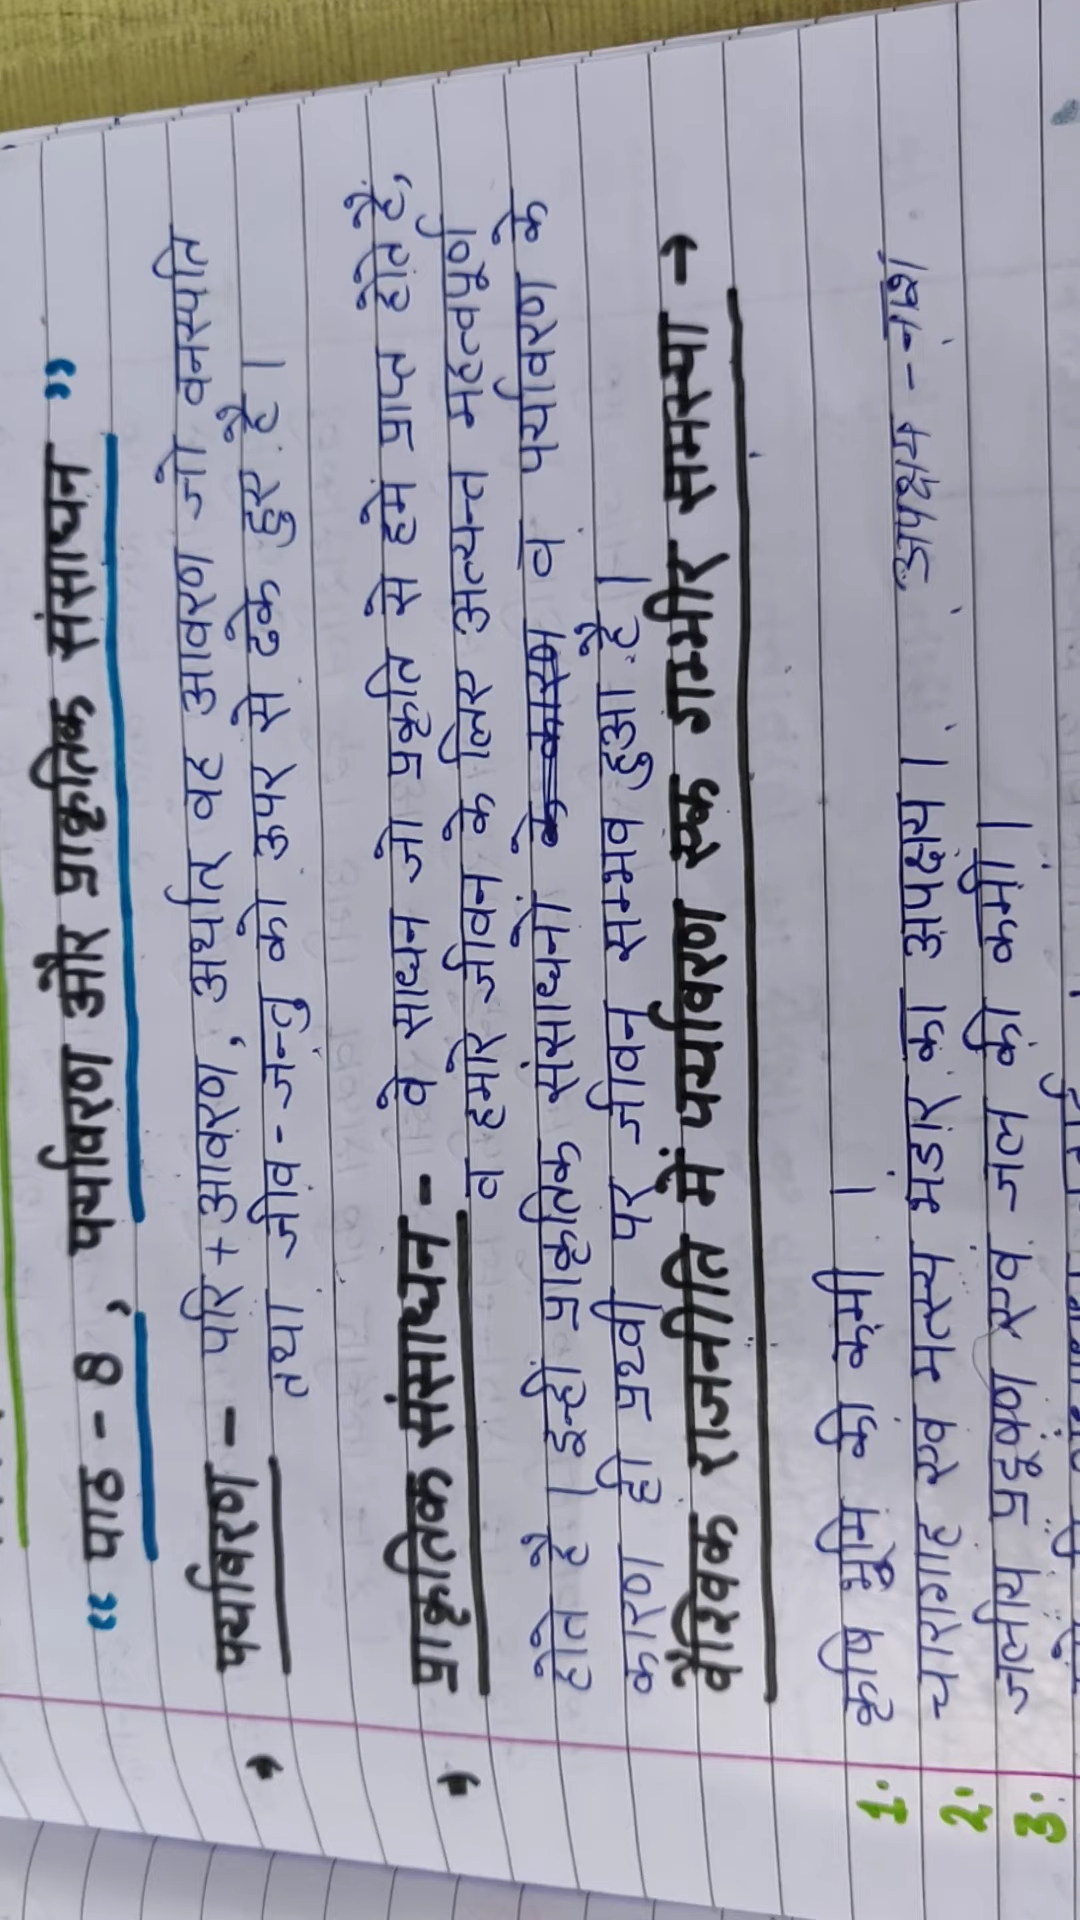 " पाठ - 8, पर्यावरण और प्राकृतिक संसाधन "
→ पर्यावरण - परि + आवरण, अर्थात वह आवरण जो वनस्पति
तथा जीव - जन्तु को ऊपर से ढके हुए है।
→ प्राकृतिक संसाधन - वे साधन जो प्रकृति से हमे प्राप्त होते है,
व हमारे जीवन के लिए अत्यन्त महत्वपूर्ण
होते है। इन्ही प्राकृतिक संसाधनो के कारण व पर्यावरण के
कारण ही पृथ्वी पर जीवन सम्भव हुआ है।
वैश्विक राजनीति में पर्यावरण एक गम्भीर समस्या →
1. कृषि भूमि की कमी।
2. चारागाह एव मत्स्य भंडार का अपक्षय। अपक्षय - नष्ट
3. जलीय प्रदूषण एव जल की कमी।